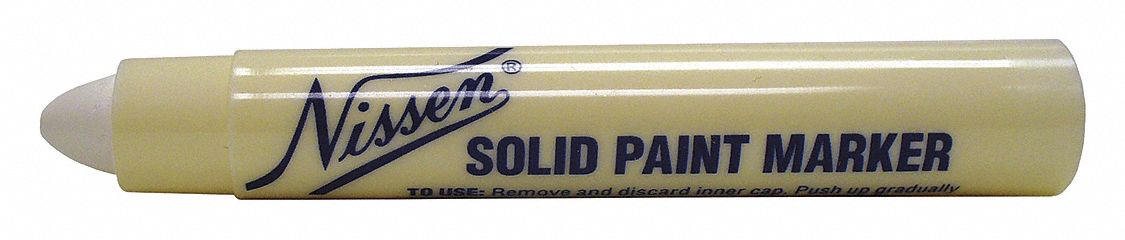 Nissen®
SOLID PAINT MARKER
TO USE: Remove and discard inner cap. Push up gradually